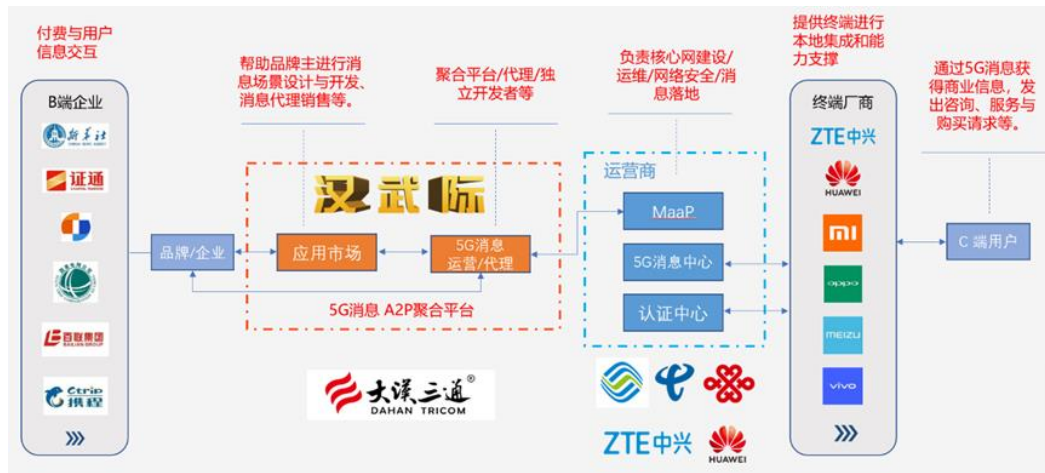 付费与用户
信息交互
B端企业
新华社
CHINA NEWS AGENCY
证通
百联集团
BAILIAN GROUP
Ctrip
携程
品牌/企业
帮助品牌主进行消
息场景设计与开发、
消息代理销售等。
聚合平台/代理/独
立开发者等
汉武际
应用市场
5G消息
运营/代理
5G消息 A2P聚合平台
大漢三通®
DAHAN TRICOM
负责核心网建设/
运维/网络安全/消
息落地
运营商
MaaP
5G消息中心
认证中心
ZTE中兴
HUAWEI
提供终端进行
本地集成和能
力支撑
终端厂商
ZTE中兴
HUAWEI
mi
oppo
MEIZU
vivo
通过5G消息获
得商业信息，发
出咨询、服务与
购买请求等。
C 端用户